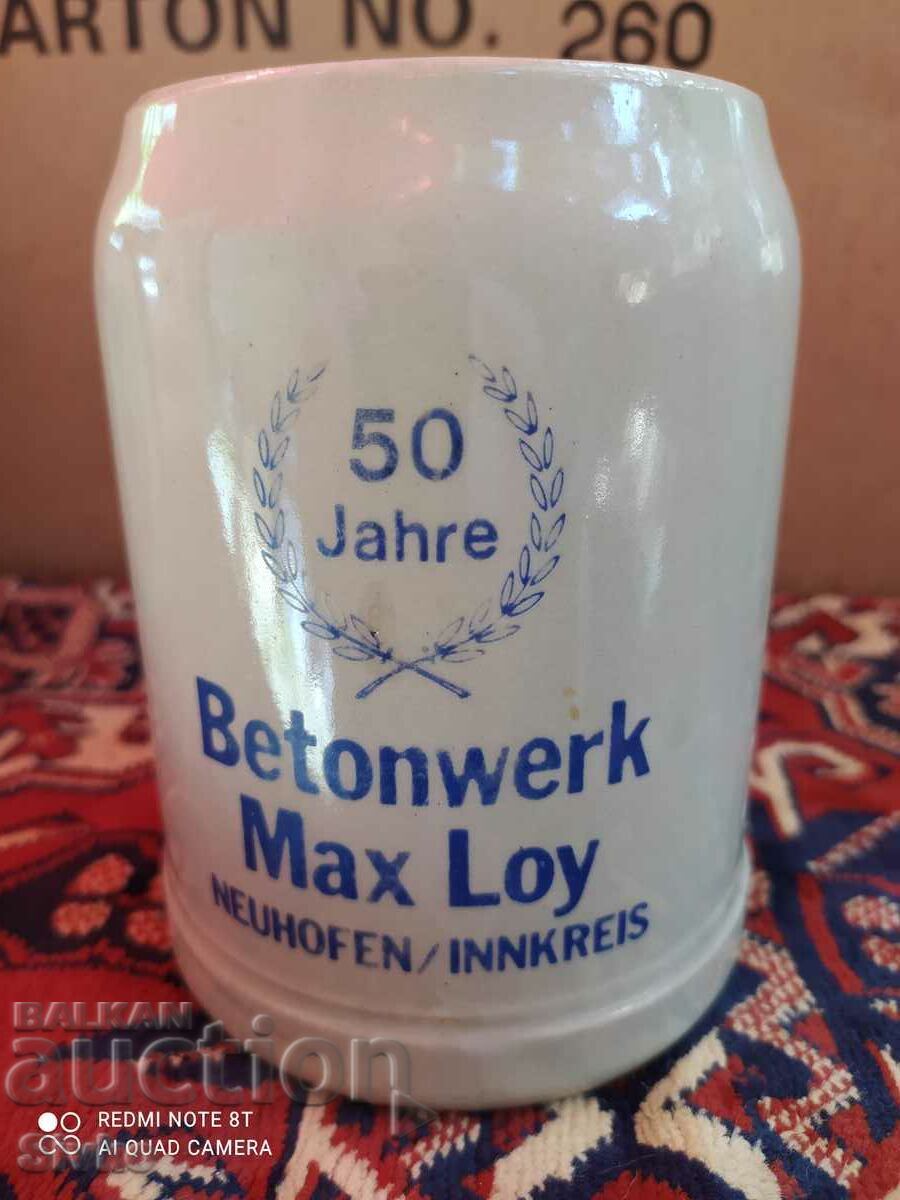 ARTON NO. 260
50
Jahre
Betonwerk
Max Loy
NEUHOFEN/INNKREIS
BALKAN
auction
REDMI NOTE 8T
AI QUAD CAMERA